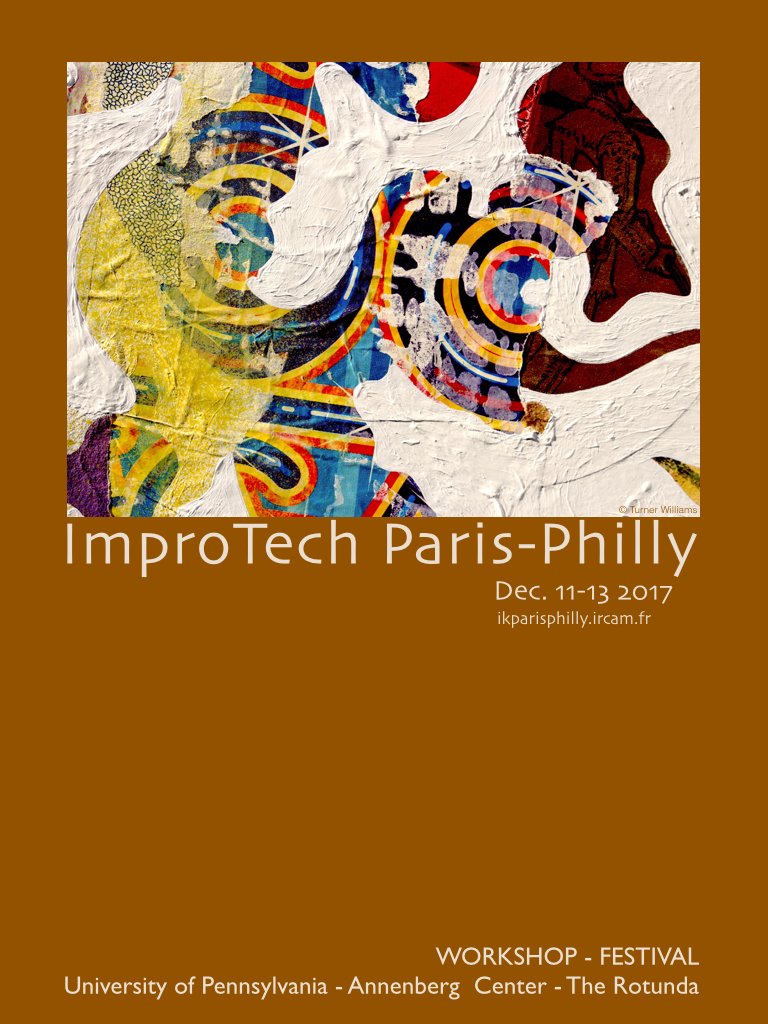 © Turner Williams
ImproTech Paris-Philly
Dec. 11-13 2017
ikparisphilly.ircam.fr
WORKSHOP - FESTIVAL
University of Pennsylvania - Annenberg Center - The Rotunda